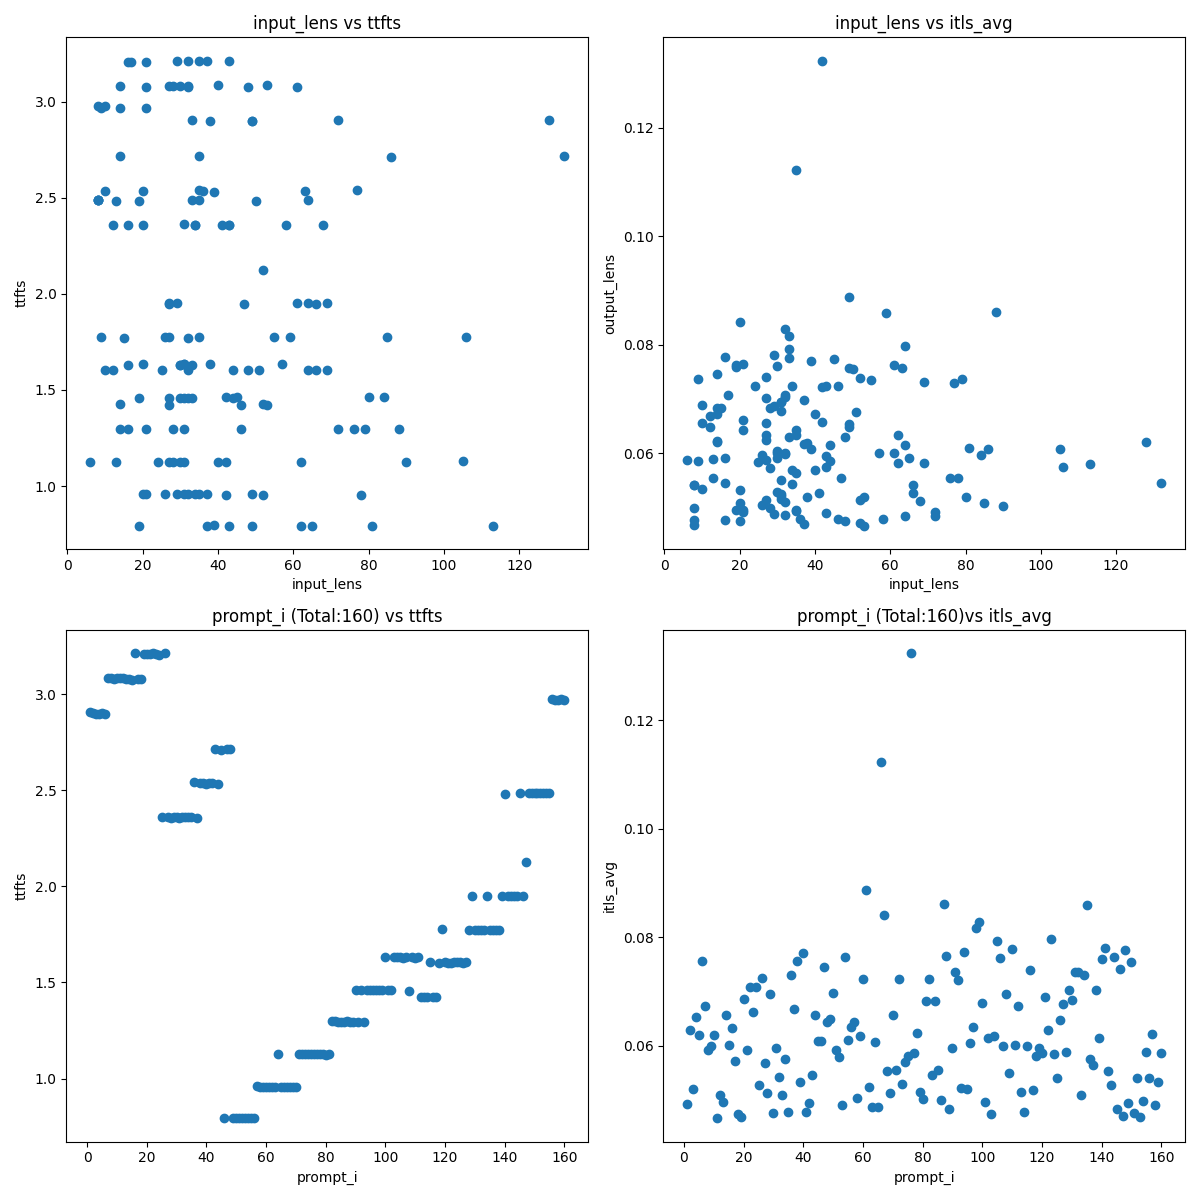 input_lens vs ttfts
ttfts
3.0
2.5
2.0
1.5
1.0
0 20 40 60 80 100 120
input_lens
input_lens vs itls_avg
output_lens
0.12
0.10
0.08
0.06
0 20 40 60 80 100 120
input_lens
prompt_i (Total:160) vs ttfts
ttfts
3.0
2.5
2.0
1.5
1.0
0 20 40 60 80 100 120 140 160
prompt_i
prompt_i (Total:160)vs itls_avg
itls_avg
0.12
0.10
0.08
0.06
0 20 40 60 80 100 120 140 160
prompt_i